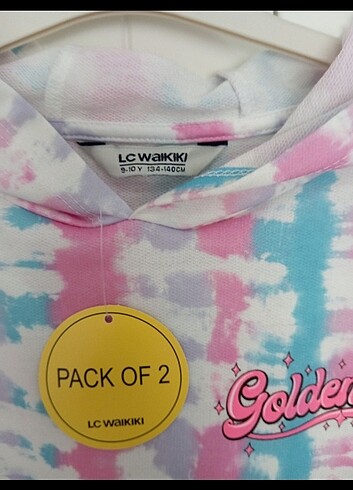 LC WAIKIKI
9-10 Y 134-140CM
PACK OF 2
LC WAIKIKI
Golden